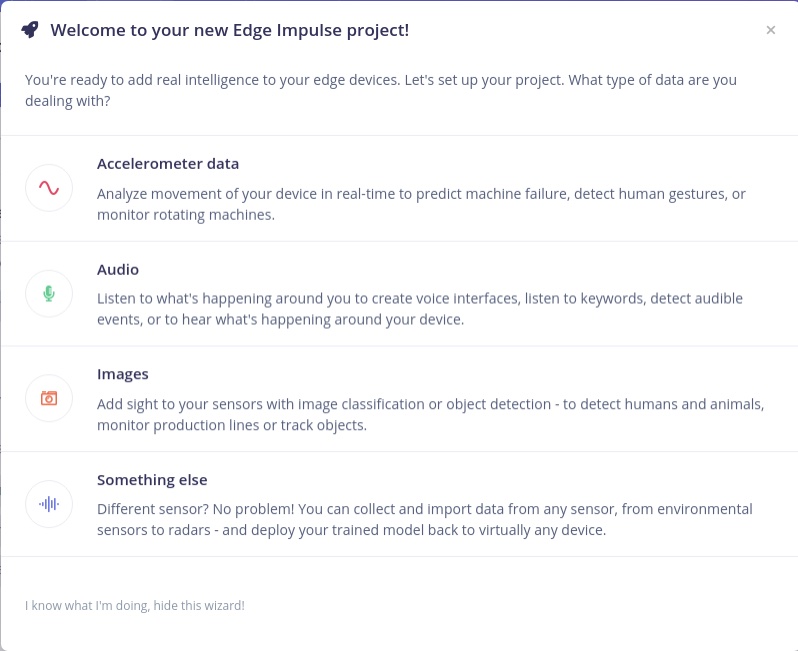 Welcome to your new Edge Impulse project!
×
You're ready to add real intelligence to your edge devices. Let's set up your project. What type of data are you
dealing with?
Accelerometer data
Analyze movement of your device in real-time to predict machine failure, detect human gestures, or
monitor rotating machines.
Audio
Listen to what's happening around you to create voice interfaces, listen to keywords, detect audible
events, or to hear what's happening around your device.
Images
Add sight to your sensors with image classification or object detection - to detect humans and animals,
monitor production lines or track objects.
Something else
Different sensor? No problem! You can collect and import data from any sensor, from environmental
sensors to radars - and deploy your trained model back to virtually any device.
I know what I'm doing, hide this wizard!